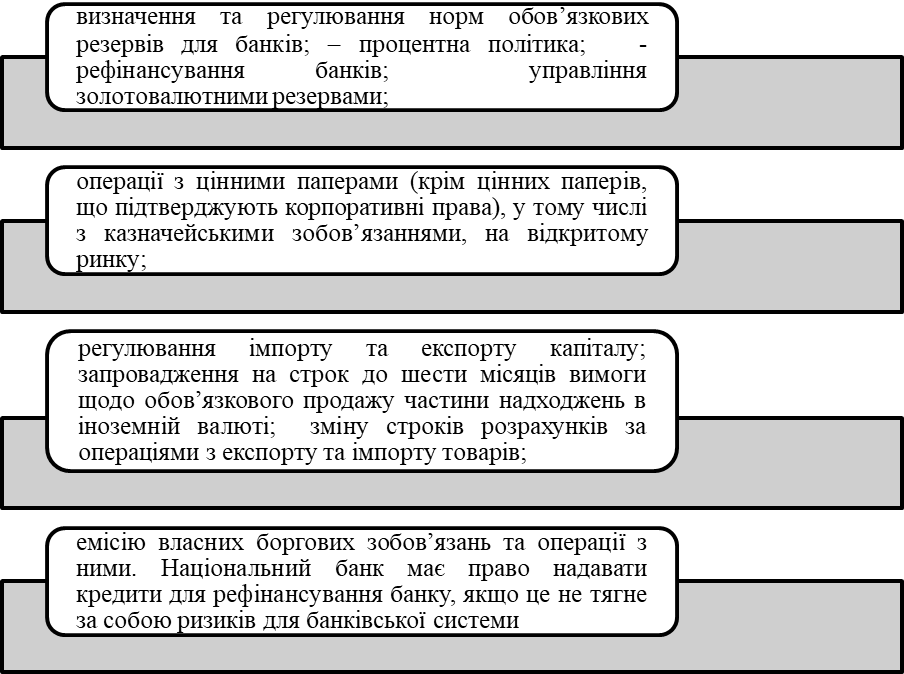 визначення та регулювання норм обов’язкових
резервів для банків; – процентна політика; -
рефінансування банків; управління
золотовалютними резервами;
операції з цінними паперами (крім цінних паперів,
що підтверджують корпоративні права), у тому числі
з казначейськими зобов’язаннями, на відкритому
ринку;
регулювання імпорту та експорту капіталу;
запровадження на строк до шести місяців вимоги
щодо обов’язкового продажу частини надходжень в
іноземній валюті; зміну строків розрахунків за
операціями з експорту та імпорту товарів;
емісію власних боргових зобов’язань та операції з
ними. Національний банк має право надавати
кредити для рефінансування банку, якщо це не тягне
за собою ризиків для банківської системи